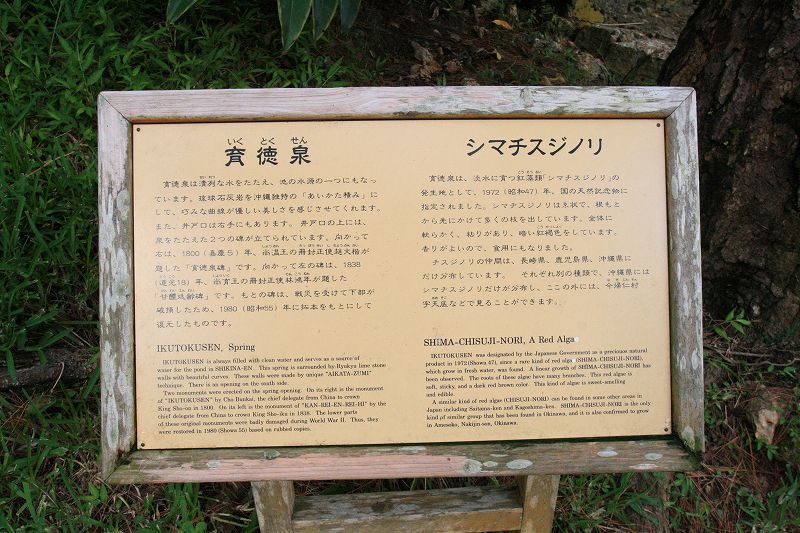 いく とく せん
育徳泉
育徳泉は清冽な水をたたえ、池の水源の一つにもなっ
ています。琉球石灰岩を沖縄独特の「あいかた積み」に
して、巧みな曲線が優しい美しさを感じさせてくれます。
また、井戸口は右手にもあります。井戸口の上には、
泉をたたえた2つの碑が立てられています。向かって
右は、1800(嘉慶5)年、尚温王の冊封正使趙文楷が
題した「育徳泉碑」です。向かって左の碑は、1838
(道光18)年、尚育王の冊封正使林鴻年が題した
「甘醴延齢碑」です。もとの碑は、戦災を受けて下部が
破損したため、1980(昭和55)年に拓本をもとにして
復元したものです。
IKUTOKUSEN, Spring
IKUTOKUSEN is always filled with clean water and serves as a source of
water for the pond in SHIKINA-EN. This spring is surrounded by Ryukyu lime stone
walls with beautiful curves. These walls were made by unique "AIKATA-ZUMI"
technique. There is an opening on the south side.
Two monuments were erected on the spring opening. On its right is the monument
of "IKUTOKUSEN" by Cho Bunkai, the chief delegate from China to crown
King Sho-on in 1800. On its left is the monument of "KAN-REI-EN-REI-HI" by the
chief delegate from China to crown King Sho-iku in 1838. The lower parts
of these original monuments were badly damaged during World War II. Thus, they
were restored in 1980 (Showa 55) based on rubbed copies.
シマチスジノリ
育徳泉は、淡水に育つ紅藻類「シマチスジノリ」の
発生地として、1972(昭和47)年、国の天然記念物に
指定されました。シマチスジノリは糸状で、根もと
から先にかけて多くの枝を出しています。全体に
軟らかく、粘りがあり、暗い紅褐色をしています。
香りが よいので、食用にもなりました。
チスジノリの仲間は、長崎県、鹿児島県、沖縄県に
だけ分布しています。 それぞれ別の種類で、沖縄県には
シマチスジノリだけが分布し、ここの外には、今帰仁村
字天底などで見ることができます。
SHIMA-CHISUJI-NORI, A Red Alga
IKUTOKUSEN was designated by the Japanese Government as a precious natural
product in 1972 (Showa 47), since a rare kind of red alga (SHIMA-CHISUJI-NORI),
which grow in fresh water, was found. A linear growth of SHIMA-CHISUJI-NORI has
been observed. The roots of these algae have many branches. This red algae is
soft, sticky, and a dark red brown color. This kind of algae is sweet-smelling
and edible.
A similar kind of red algae (CHISUJI-NORI) can be found in some other areas in
Japan including Saitama-ken and Kagoshima-ken. SHIMA-CHISUJI-NORI is the only
kind of similar group that has been found in Okinawa, and it is also confirmed to grow
in Amesoko, Nakijin-son, Okinawa.